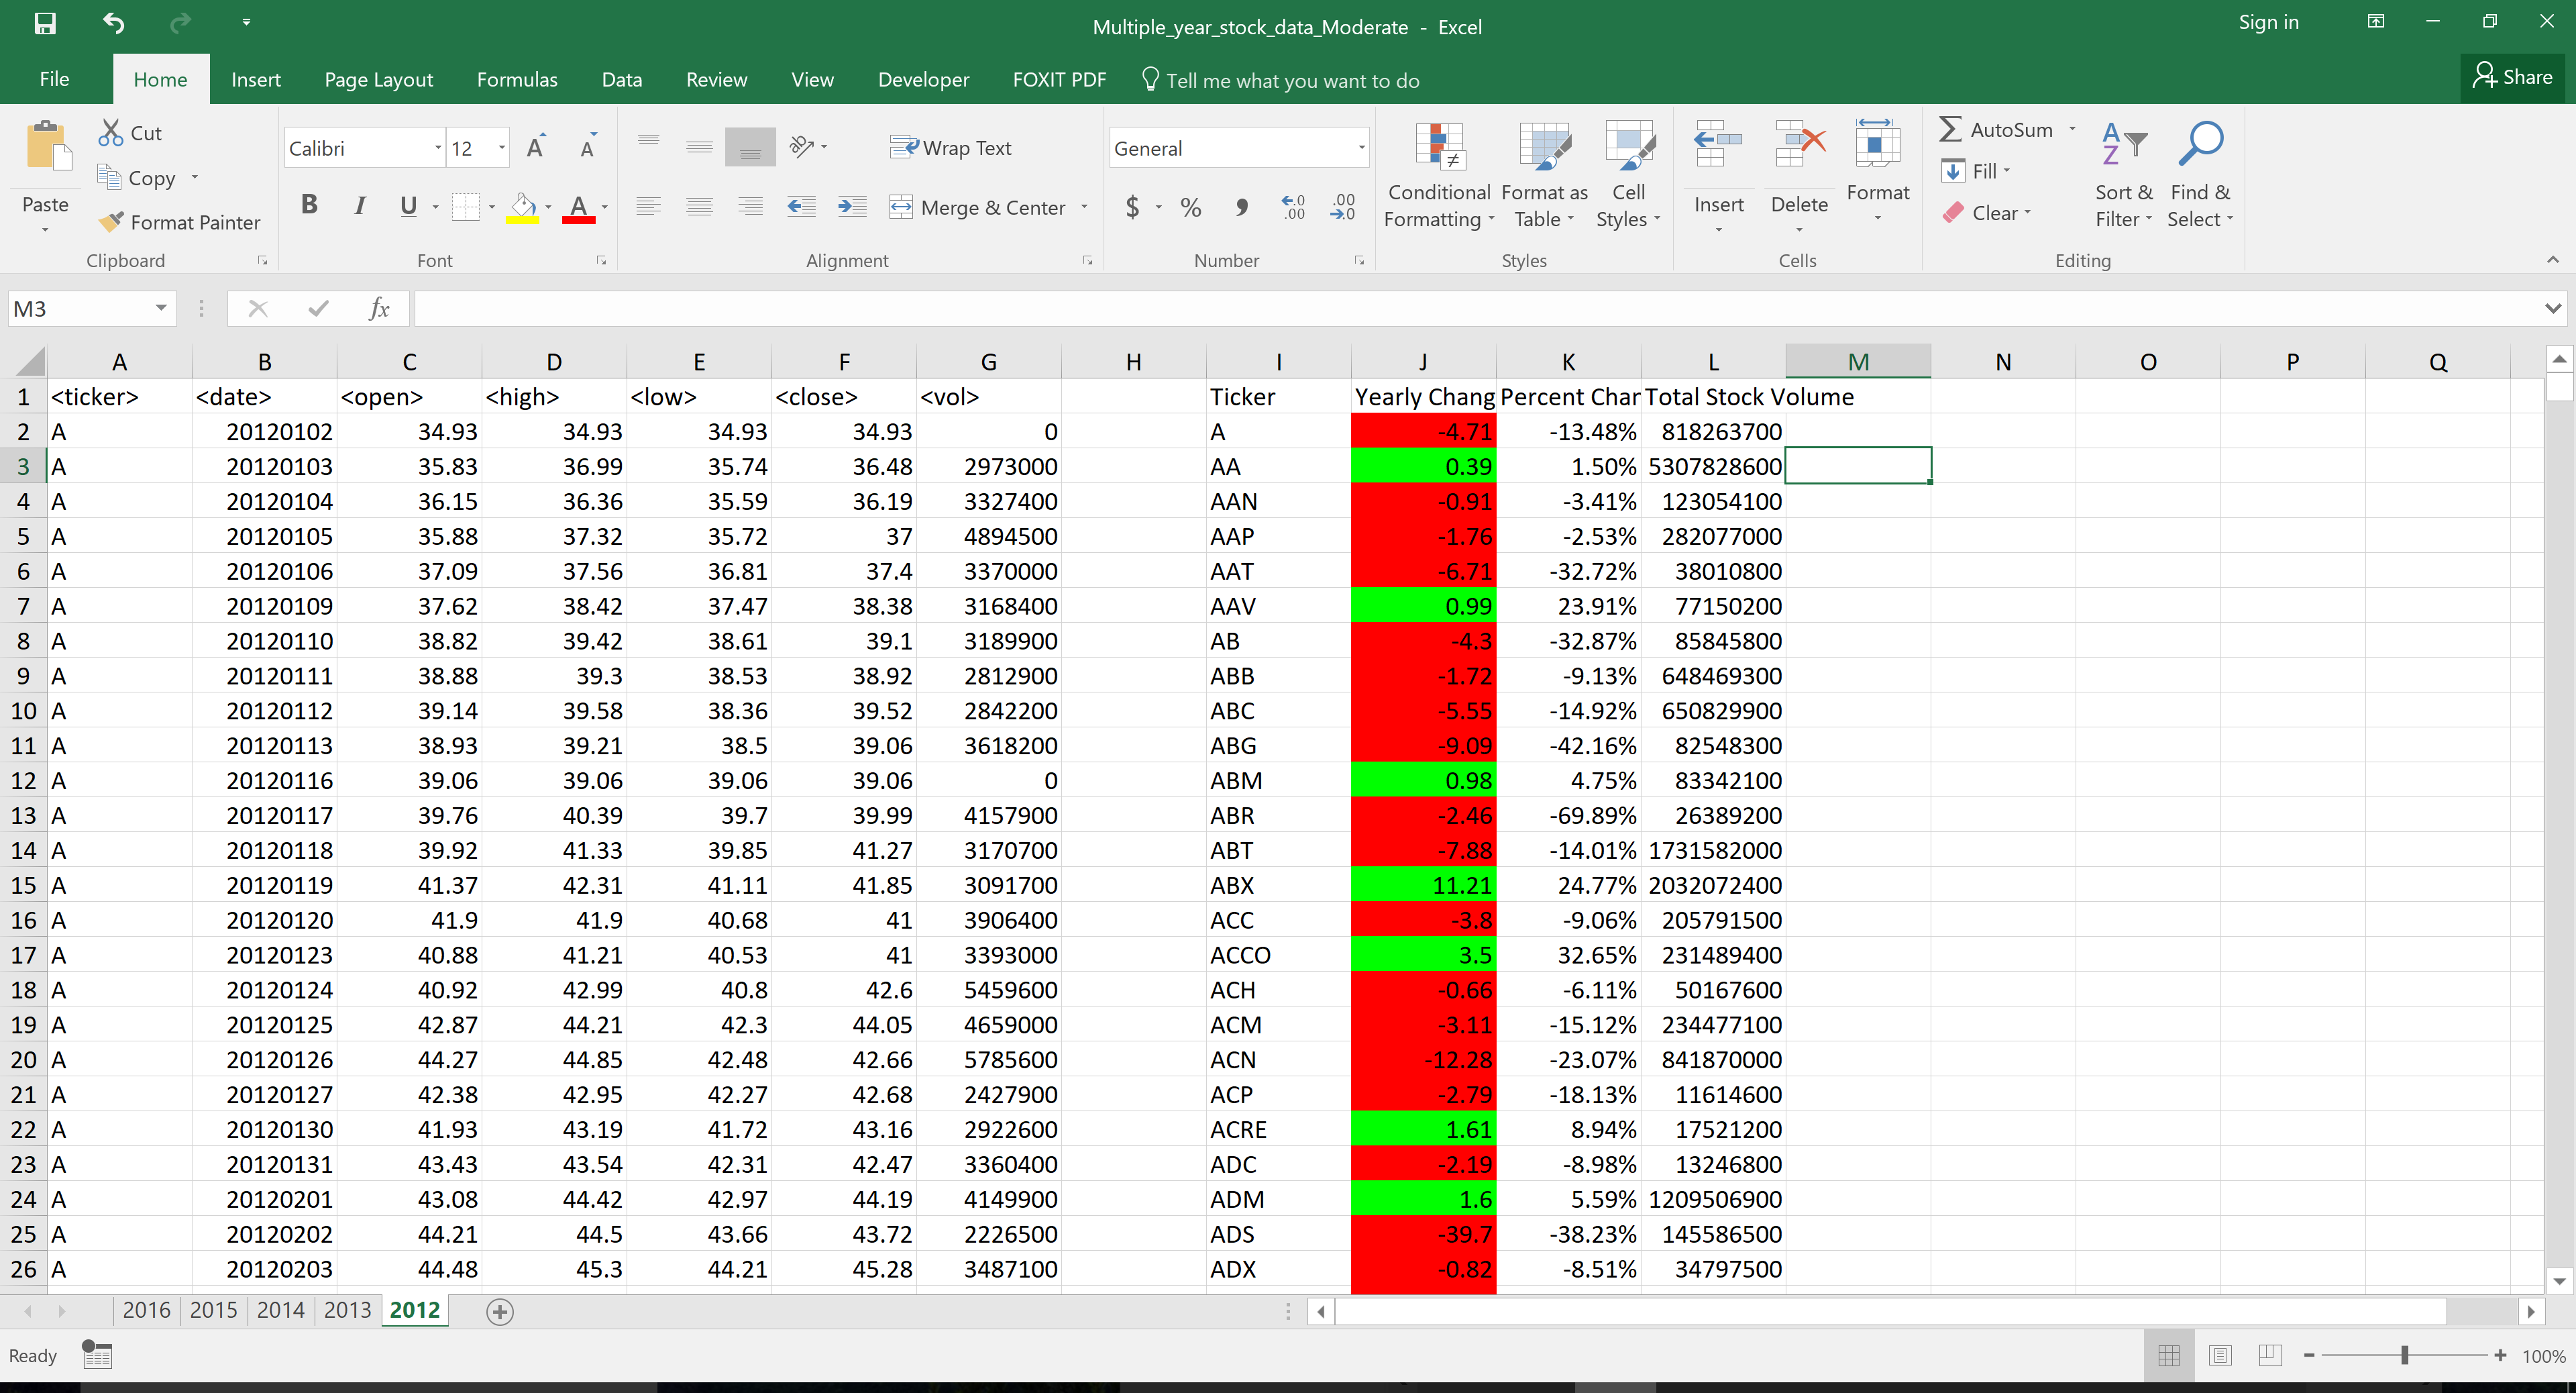 Multiple_year_stock_data_Moderate - Excel
Sign in
File Home Insert Page Layout Formulas Data Review View Developer FOXIT PDF Tell me what you want to do Share
Paste
Cut
Copy
Format Painter
Clipboard
Calibri 12
B I U
Font
Wrap Text
Merge & Center
Alignment
General
$ % , .0 .00 .00 .0
Number
Conditional Formatting
Format as Table
Cell Styles
Styles
Insert
Delete
Format
Cells
AutoSum
Fill
Clear
Sort & Filter
Find & Select
Editing
M3 fx
A B C D E F G H I J K L M N O P Q
1 <ticker> <date> <open> <high> <low> <close> <vol> Ticker Yearly Chang Percent Char Total Stock Volume
2 A 20120102 34.93 34.93 34.93 34.93 0 A -4.71 -13.48% 818263700
3 A 20120103 35.83 36.99 35.74 36.48 2973000 AA 0.39 1.50% 5307828600
4 A 20120104 36.15 36.36 35.59 36.19 3327400 AAN -0.91 -3.41% 123054100
5 A 20120105 35.88 37.32 35.72 37 4894500 AAP -1.76 -2.53% 282077000
6 A 20120106 37.09 37.56 36.81 37.4 3370000 AAT -6.71 -32.72% 38010800
7 A 20120109 37.62 38.42 37.47 38.38 3168400 AAV 0.99 23.91% 77150200
8 A 20120110 38.82 39.42 38.61 39.1 3189900 AB -4.3 -32.87% 85845800
9 A 20120111 38.88 39.3 38.53 38.92 2812900 ABB -1.72 -9.13% 648469300
10 A 20120112 39.14 39.58 38.36 39.52 2842200 ABC -5.55 -14.92% 650829900
11 A 20120113 38.93 39.21 38.5 39.06 3618200 ABG -9.09 -42.16% 82548300
12 A 20120116 39.06 39.06 39.06 39.06 0 ABM 0.98 4.75% 83342100
13 A 20120117 39.76 40.39 39.7 39.99 4157900 ABR -2.46 -69.89% 26389200
14 A 20120118 39.92 41.33 39.85 41.27 3170700 ABT -7.88 -14.01% 1731582000
15 A 20120119 41.37 42.31 41.11 41.85 3091700 ABX 11.21 24.77% 2032072400
16 A 20120120 41.9 41.9 40.68 41 3906400 ACC -3.8 -9.06% 205791500
17 A 20120123 40.88 41.21 40.53 41 3393000 ACCO 3.5 32.65% 231489400
18 A 20120124 40.92 42.99 40.8 42.6 5459600 ACH -0.66 -6.11% 50167600
19 A 20120125 42.87 44.21 42.3 44.05 4659000 ACM -3.11 -15.12% 234477100
20 A 20120126 44.27 44.85 42.48 42.66 5785600 ACN -12.28 -23.07% 841870000
21 A 20120127 42.38 42.95 42.27 42.68 2427900 ACP -2.79 -18.13% 11614600
22 A 20120130 41.93 43.19 41.72 43.16 2922600 ACRE 1.61 8.94% 17521200
23 A 20120131 43.43 43.54 42.31 42.47 3360400 ADC -2.19 -8.98% 13246800
24 A 20120201 43.08 44.42 42.97 44.19 4149900 ADM 1.6 5.59% 1209506900
25 A 20120202 44.21 44.5 43.66 43.72 2226500 ADS -39.7 -38.23% 145586500
26 A 20120203 44.48 45.3 44.21 45.28 3487100 ADX -0.82 -8.51% 34797500
2016 2015 2014 2013 2012
Ready
100%